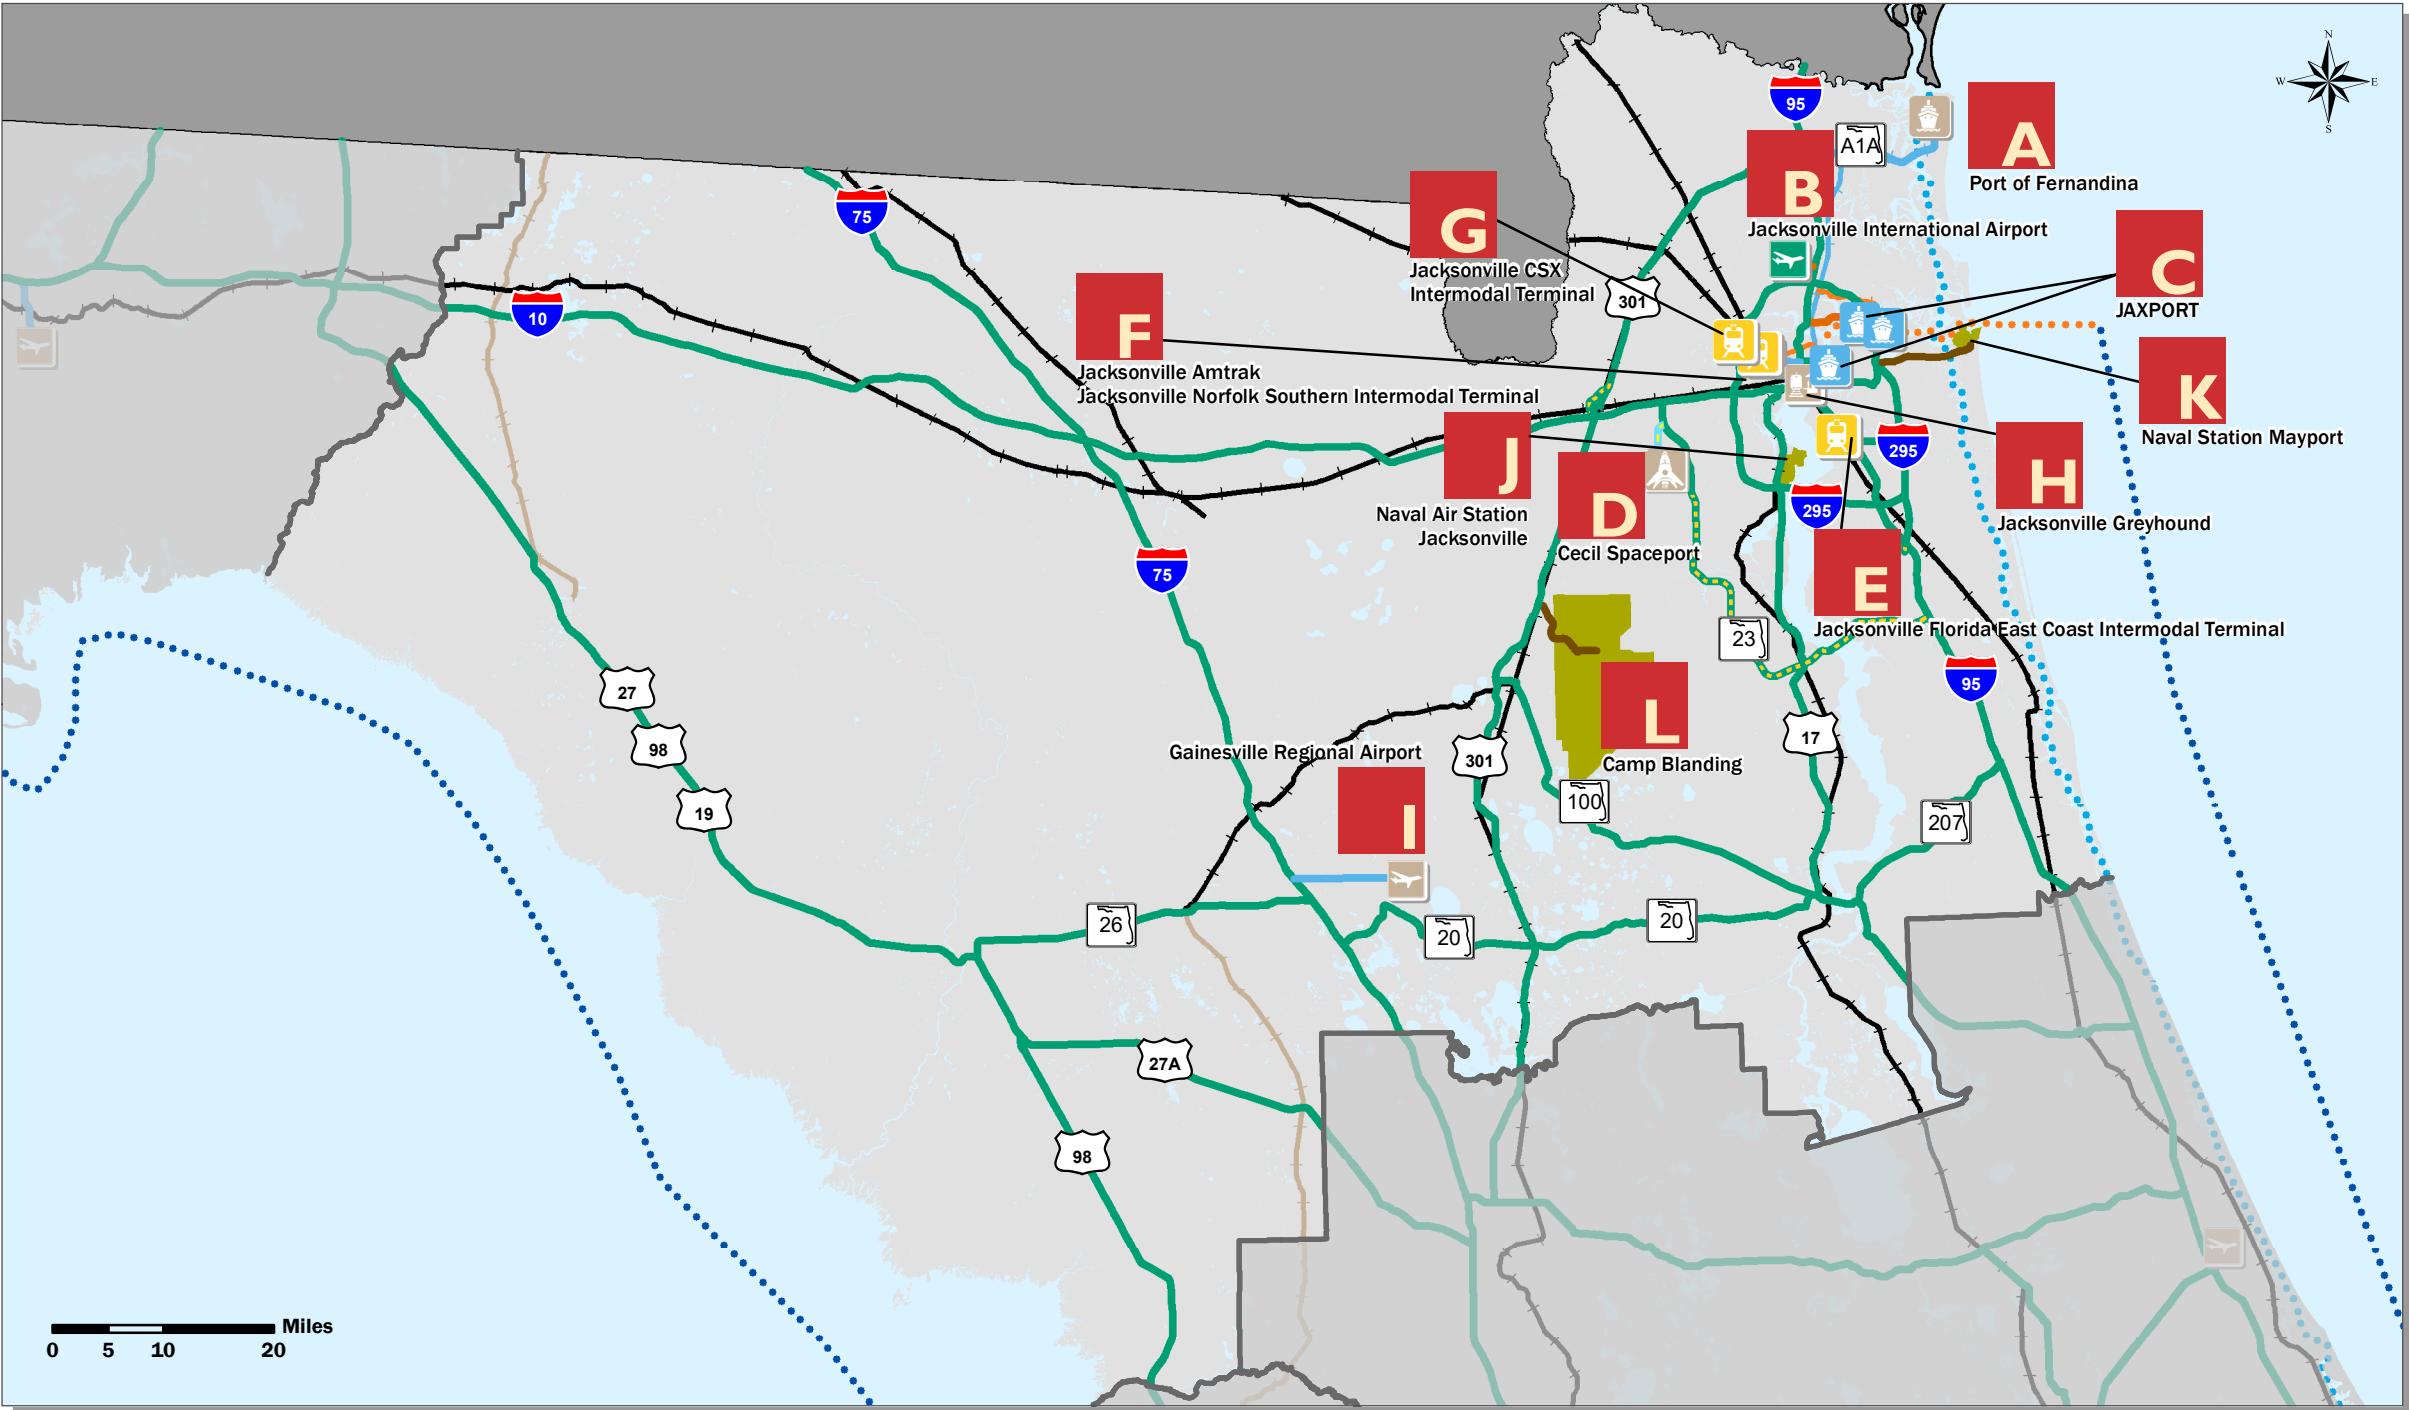 N
W
E
S
95
A
A1A
Port of Fernandina
B
Jacksonville International Airport
75
G
Jacksonville CSX
Intermodal Terminal
C
JAXPORT
301
10
F
Jacksonville Amtrak
Jacksonville Norfolk Southern Intermodal Terminal
K
Naval Station Mayport
J
Naval Air Station
Jacksonville
295
H
Jacksonville Greyhound
D
Cecil Spaceport
295
75
E
Jacksonville Florida East Coast Intermodal Terminal
23
27
95
98
L
Camp Blanding
17
Gainesville Regional Airport
301
I
19
100
207
26
20
20
27A
98
Miles
0
5
10
20